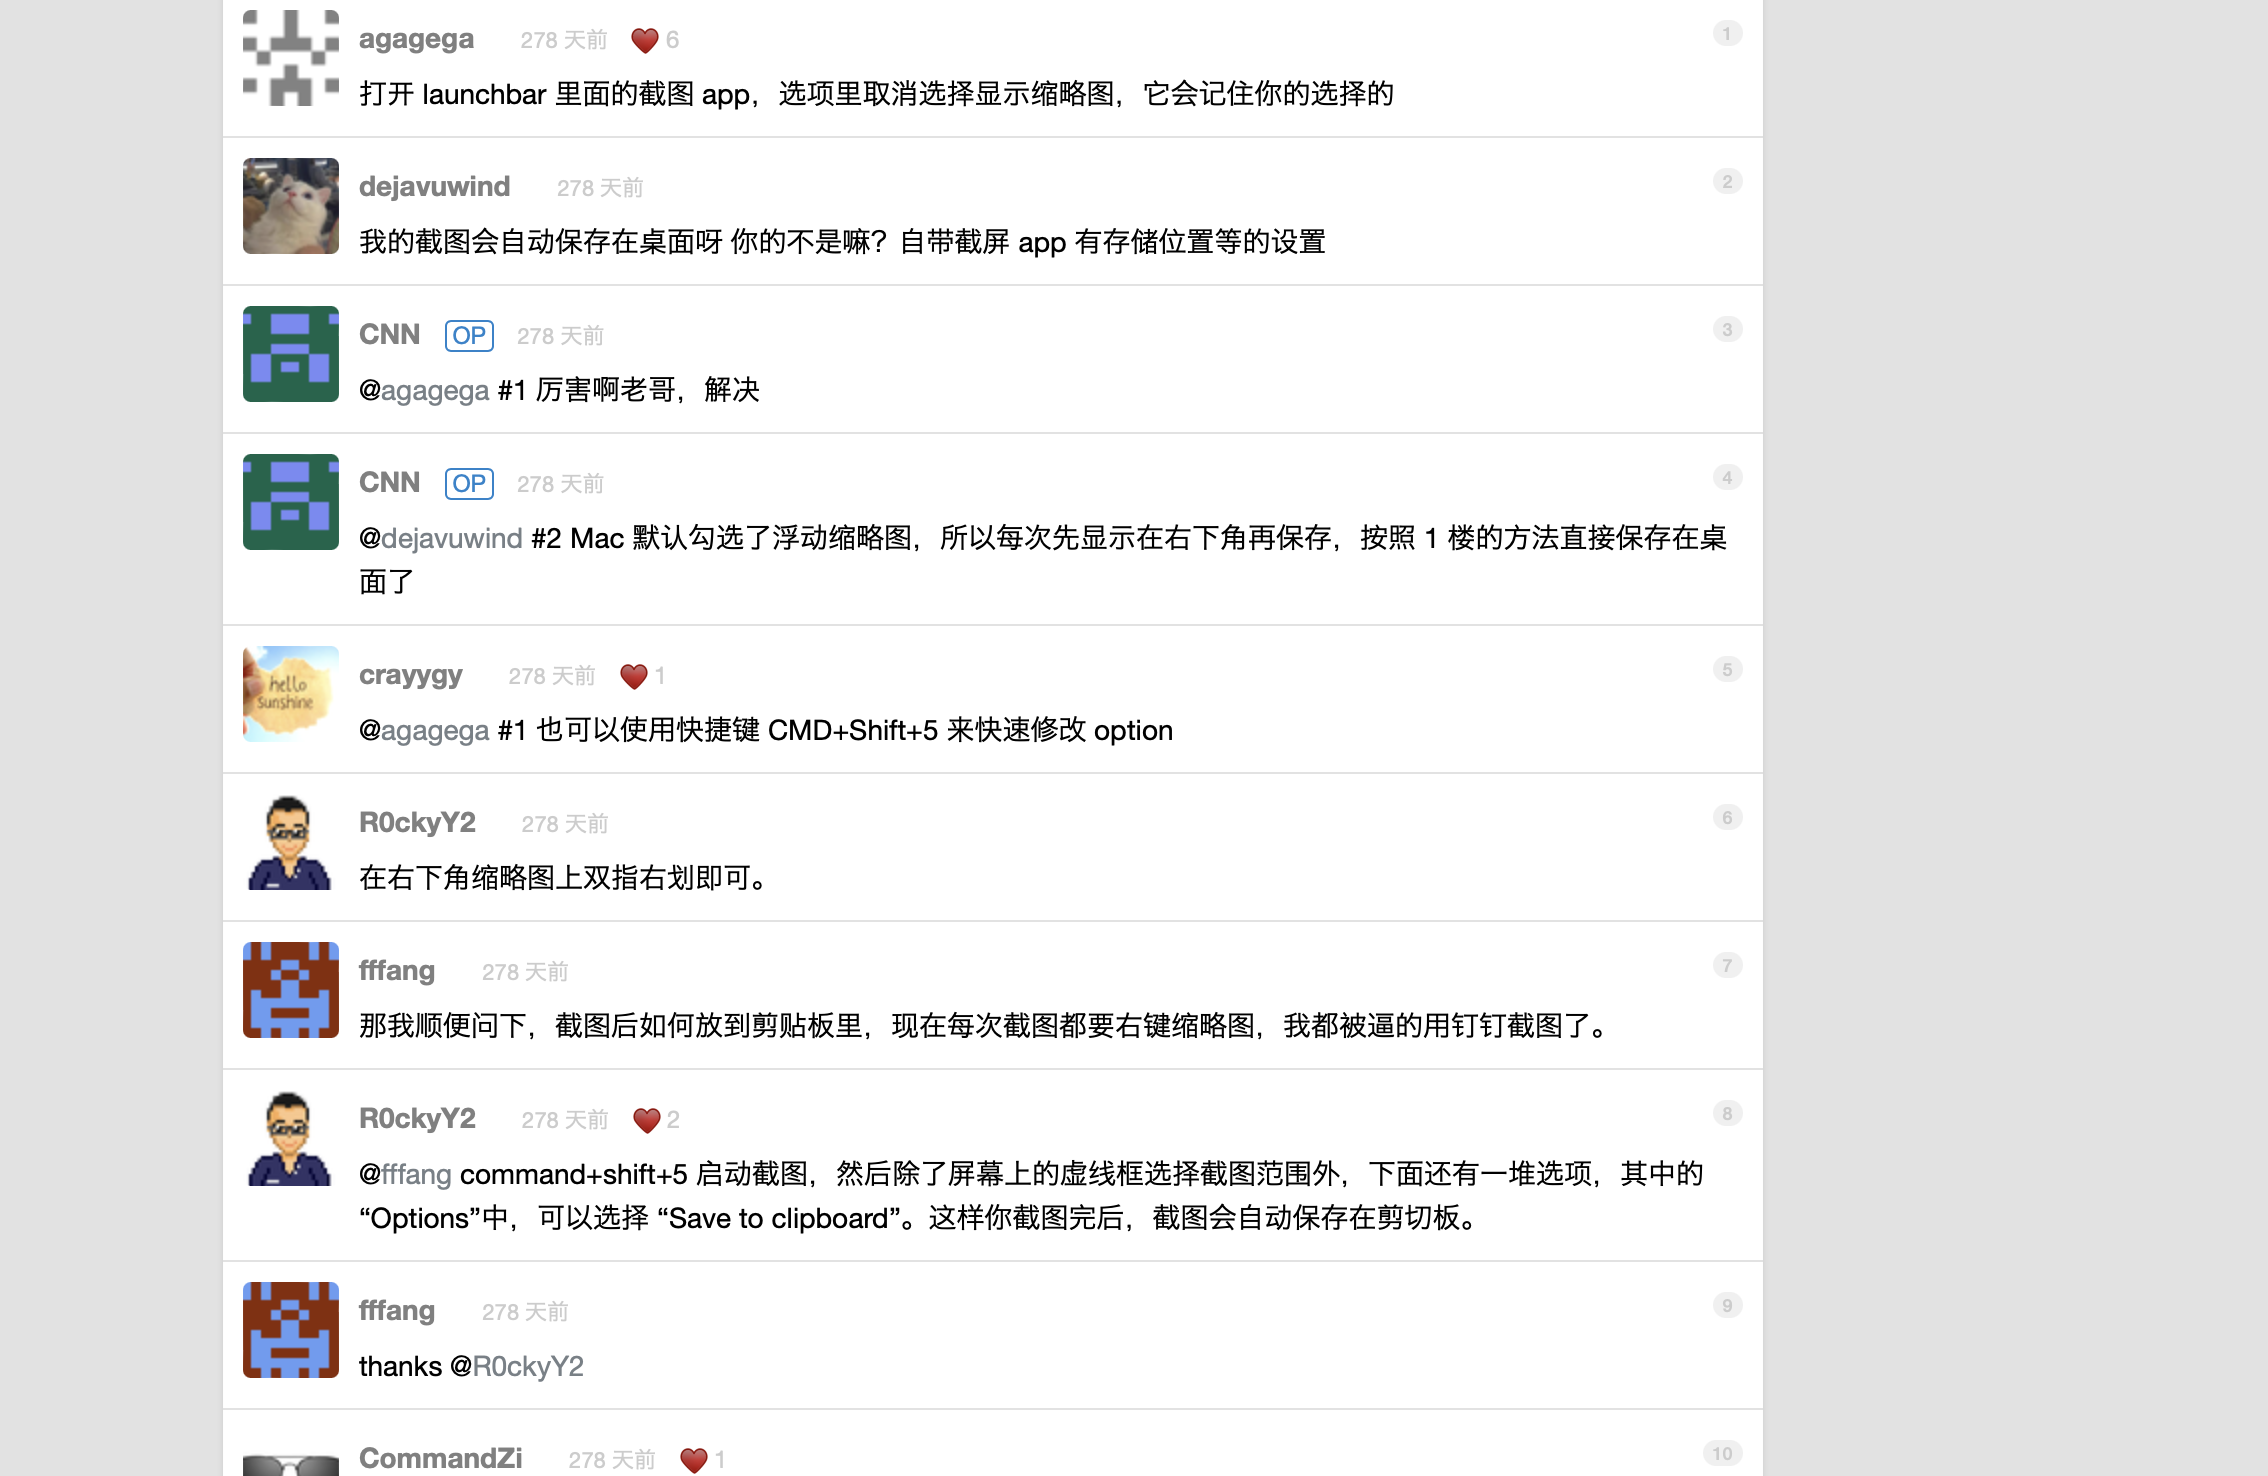 agagega 278 天前 6 1
打开 launchbar 里面的截图 app，选项里取消选择显示缩略图，它会记住你的选择的
dejavuwind 278 天前 2
我的截图会自动保存在桌面呀 你的不是嘛？自带截屏 app 有存储位置等的设置
CNN OP 278 天前 3
@agagega #1 厉害啊老哥，解决
CNN OP 278 天前 4
@dejavuwind #2 Mac 默认勾选了浮动缩略图，所以每次先显示在右下角再保存，按照 1 楼的方法直接保存在桌
面了
hello
sunshine
crayygy 278 天前 1 5
@agagega #1 也可以使用快捷键 CMD+Shift+5 来快速修改 option
R0ckyY2 278 天前 6
在右下角缩略图上双指右划即可。
fffang 278 天前 7
那我顺便问下，截图后如何放到剪贴板里，现在每次截图都要右键缩略图，我都被逼的用钉钉截图了。
R0ckyY2 278 天前 2 8
@fffang command+shift+5 启动截图，然后除了屏幕上的虚线框选择截图范围外，下面还有一堆选项，其中的
“Options”中，可以选择 “Save to clipboard”。这样你截图完后，截图会自动保存在剪切板。
fffang 278 天前 9
thanks @R0ckyY2
CommandZi 278 天前 1 10